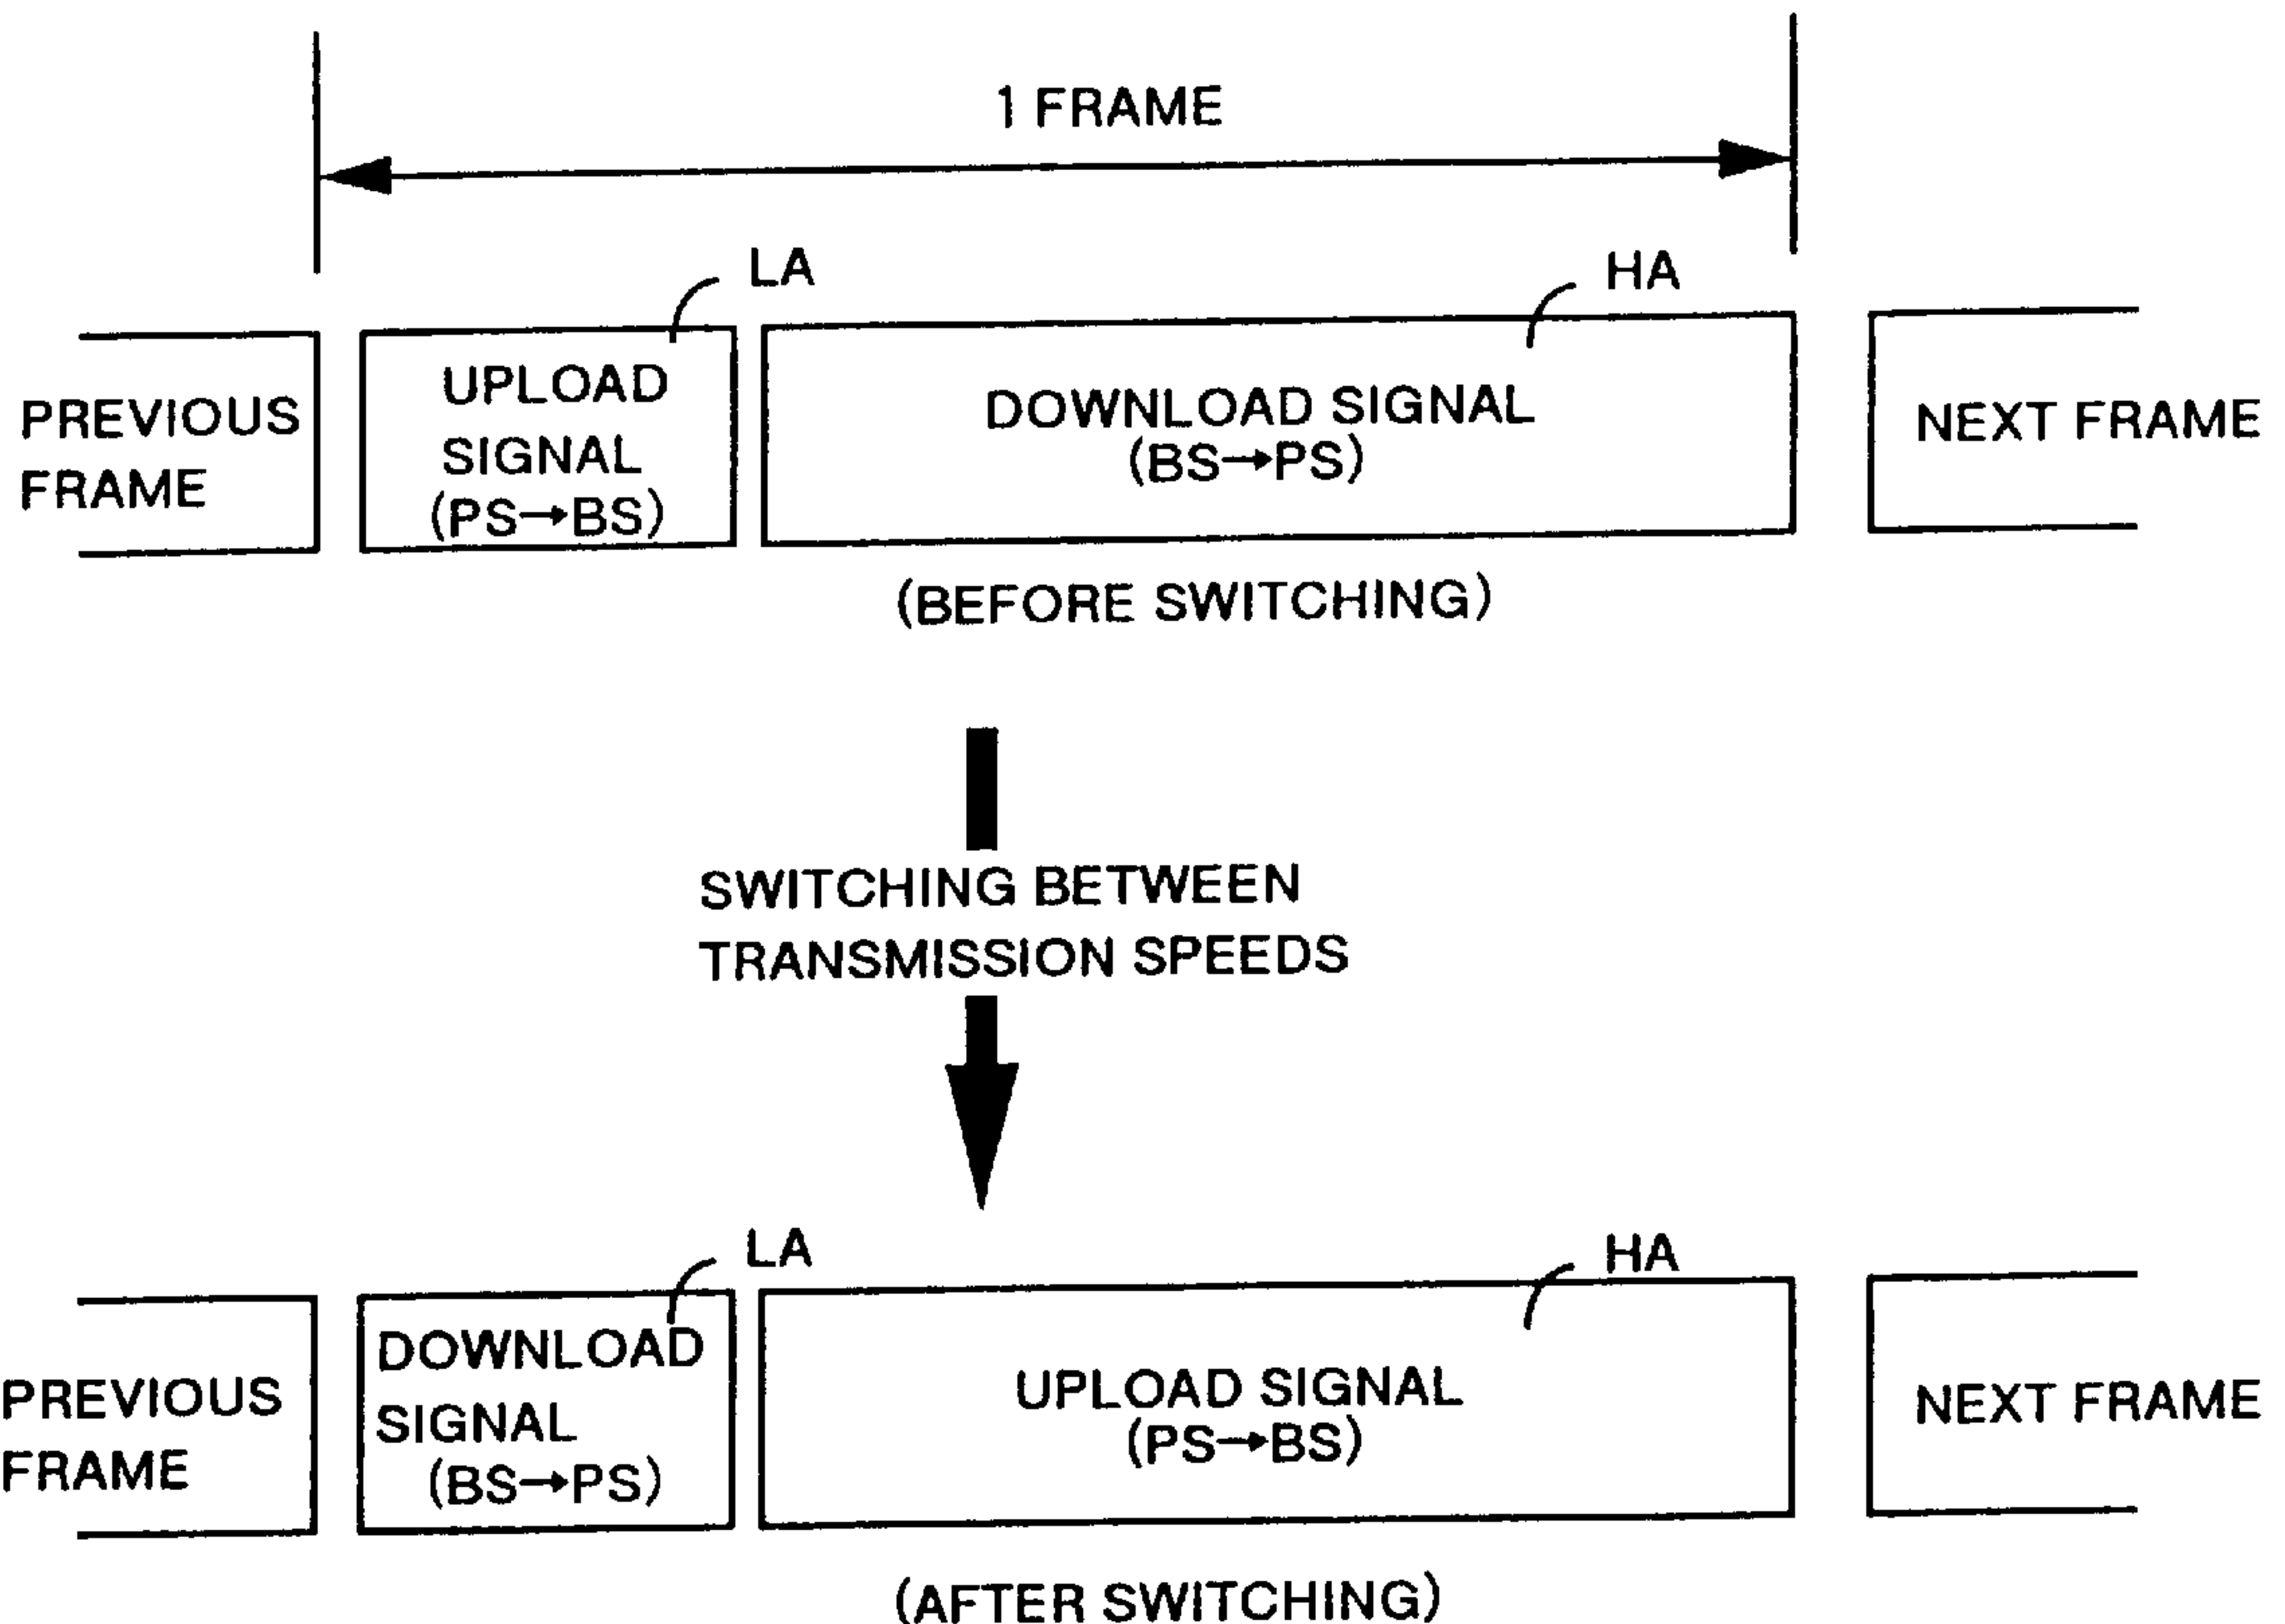 1 FRAME
LA
HA
PREVIOUS
FRAME
UPLOAD
SIGNAL
(PS→BS)
DOWNLOAD SIGNAL
(BS→PS)
NEXT FRAME
(BEFORE SWITCHING)
SWITCHING BETWEEN
TRANSMISSION SPEEDS
LA
HA
PREVIOUS
FRAME
DOWNLOAD
SIGNAL
(BS→PS)
UPLOAD SIGNAL
(PS→BS)
NEXT FRAME
(AFTER SWITCHING)